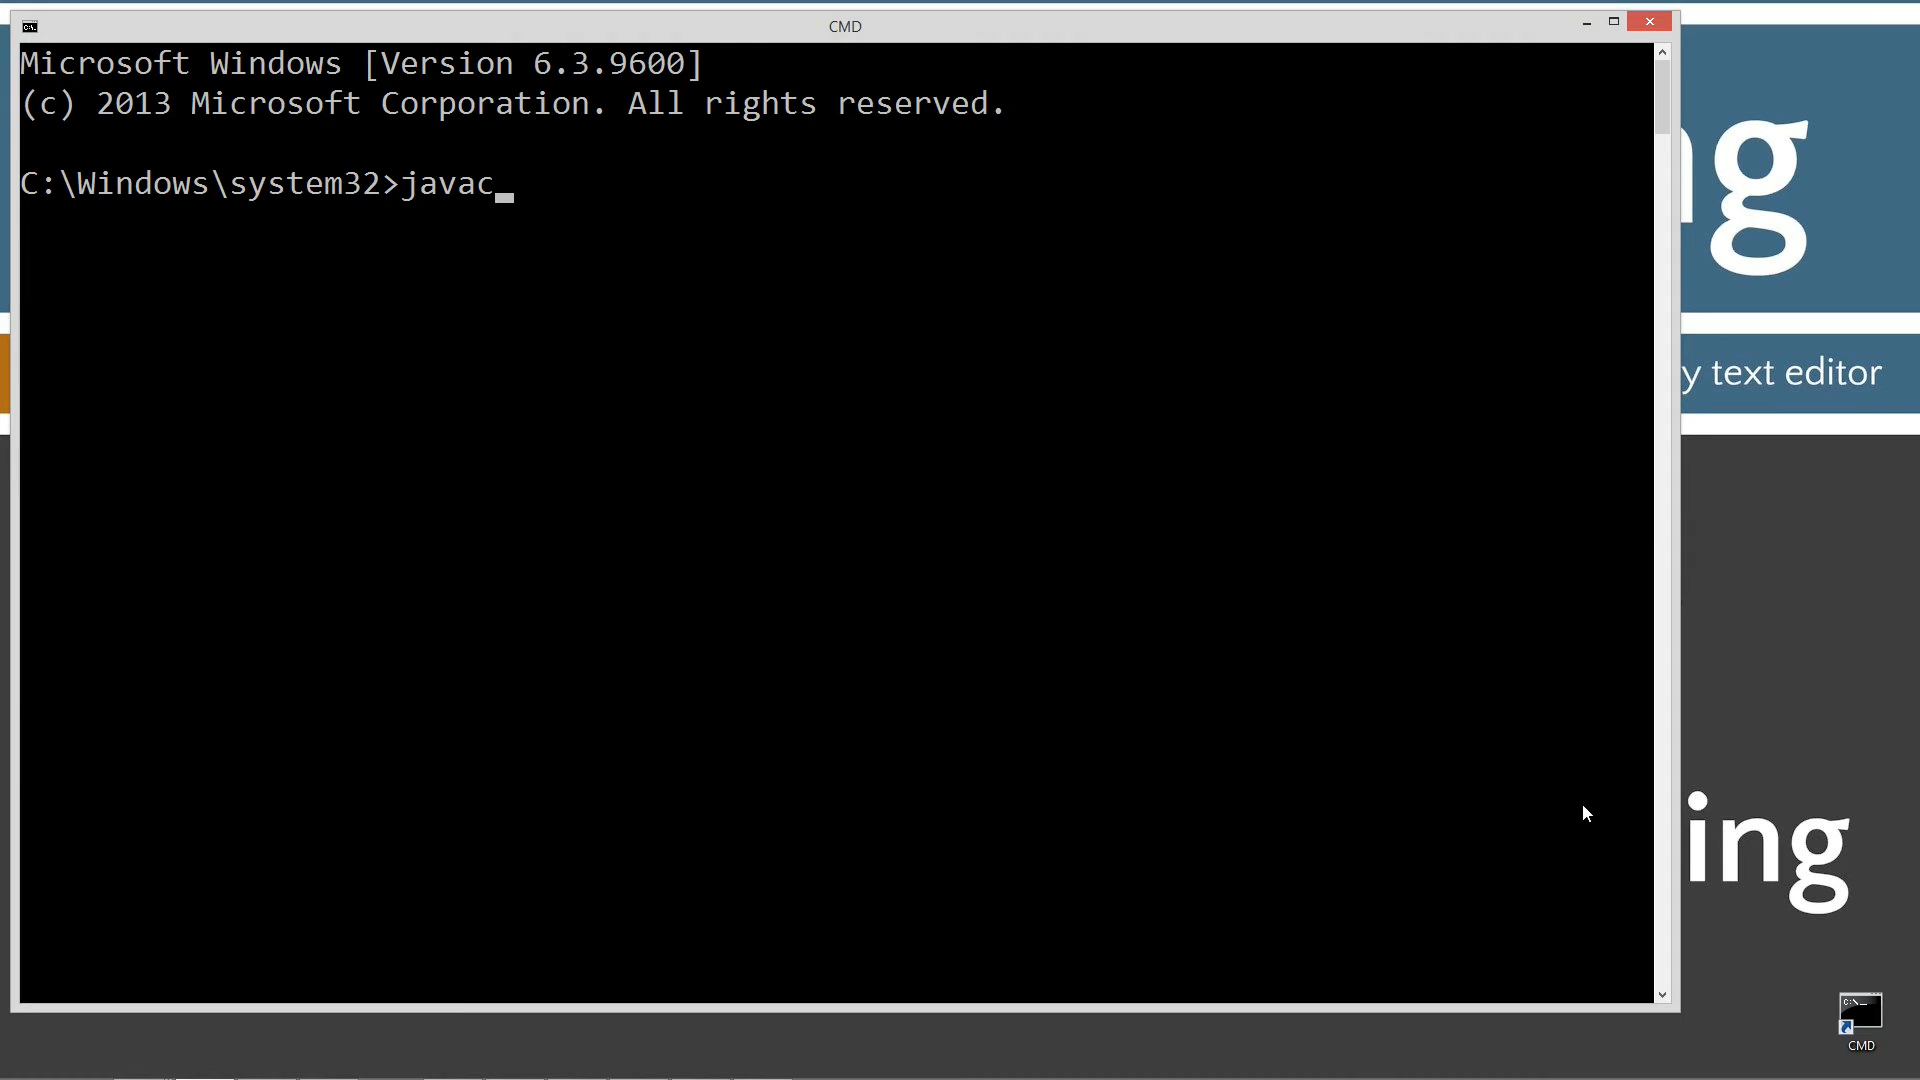 CMD
Microsoft Windows [Version 6.3.9600]
(c) 2013 Microsoft Corporation. All rights reserved.
C:\Windows\system32>javac
g
y text editor
ing
CMD